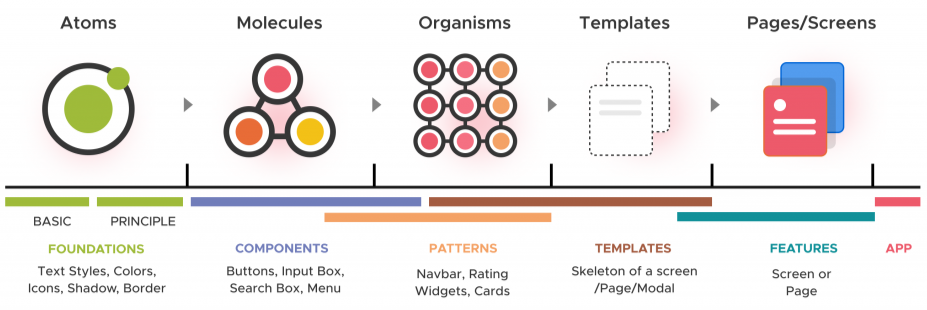 Atoms
Molecules
Organisms
Templates
Pages/Screens
BASIC
PRINCIPLE
FOUNDATIONS
Text Styles, Colors,
Icons, Shadow, Border
COMPONENTS
Buttons, Input Box,
Search Box, Menu
PATTERNS
Navbar, Rating
Widgets, Cards
TEMPLATES
Skeleton of a screen
/Page/Modal
FEATURES
Screen or
Page
APP